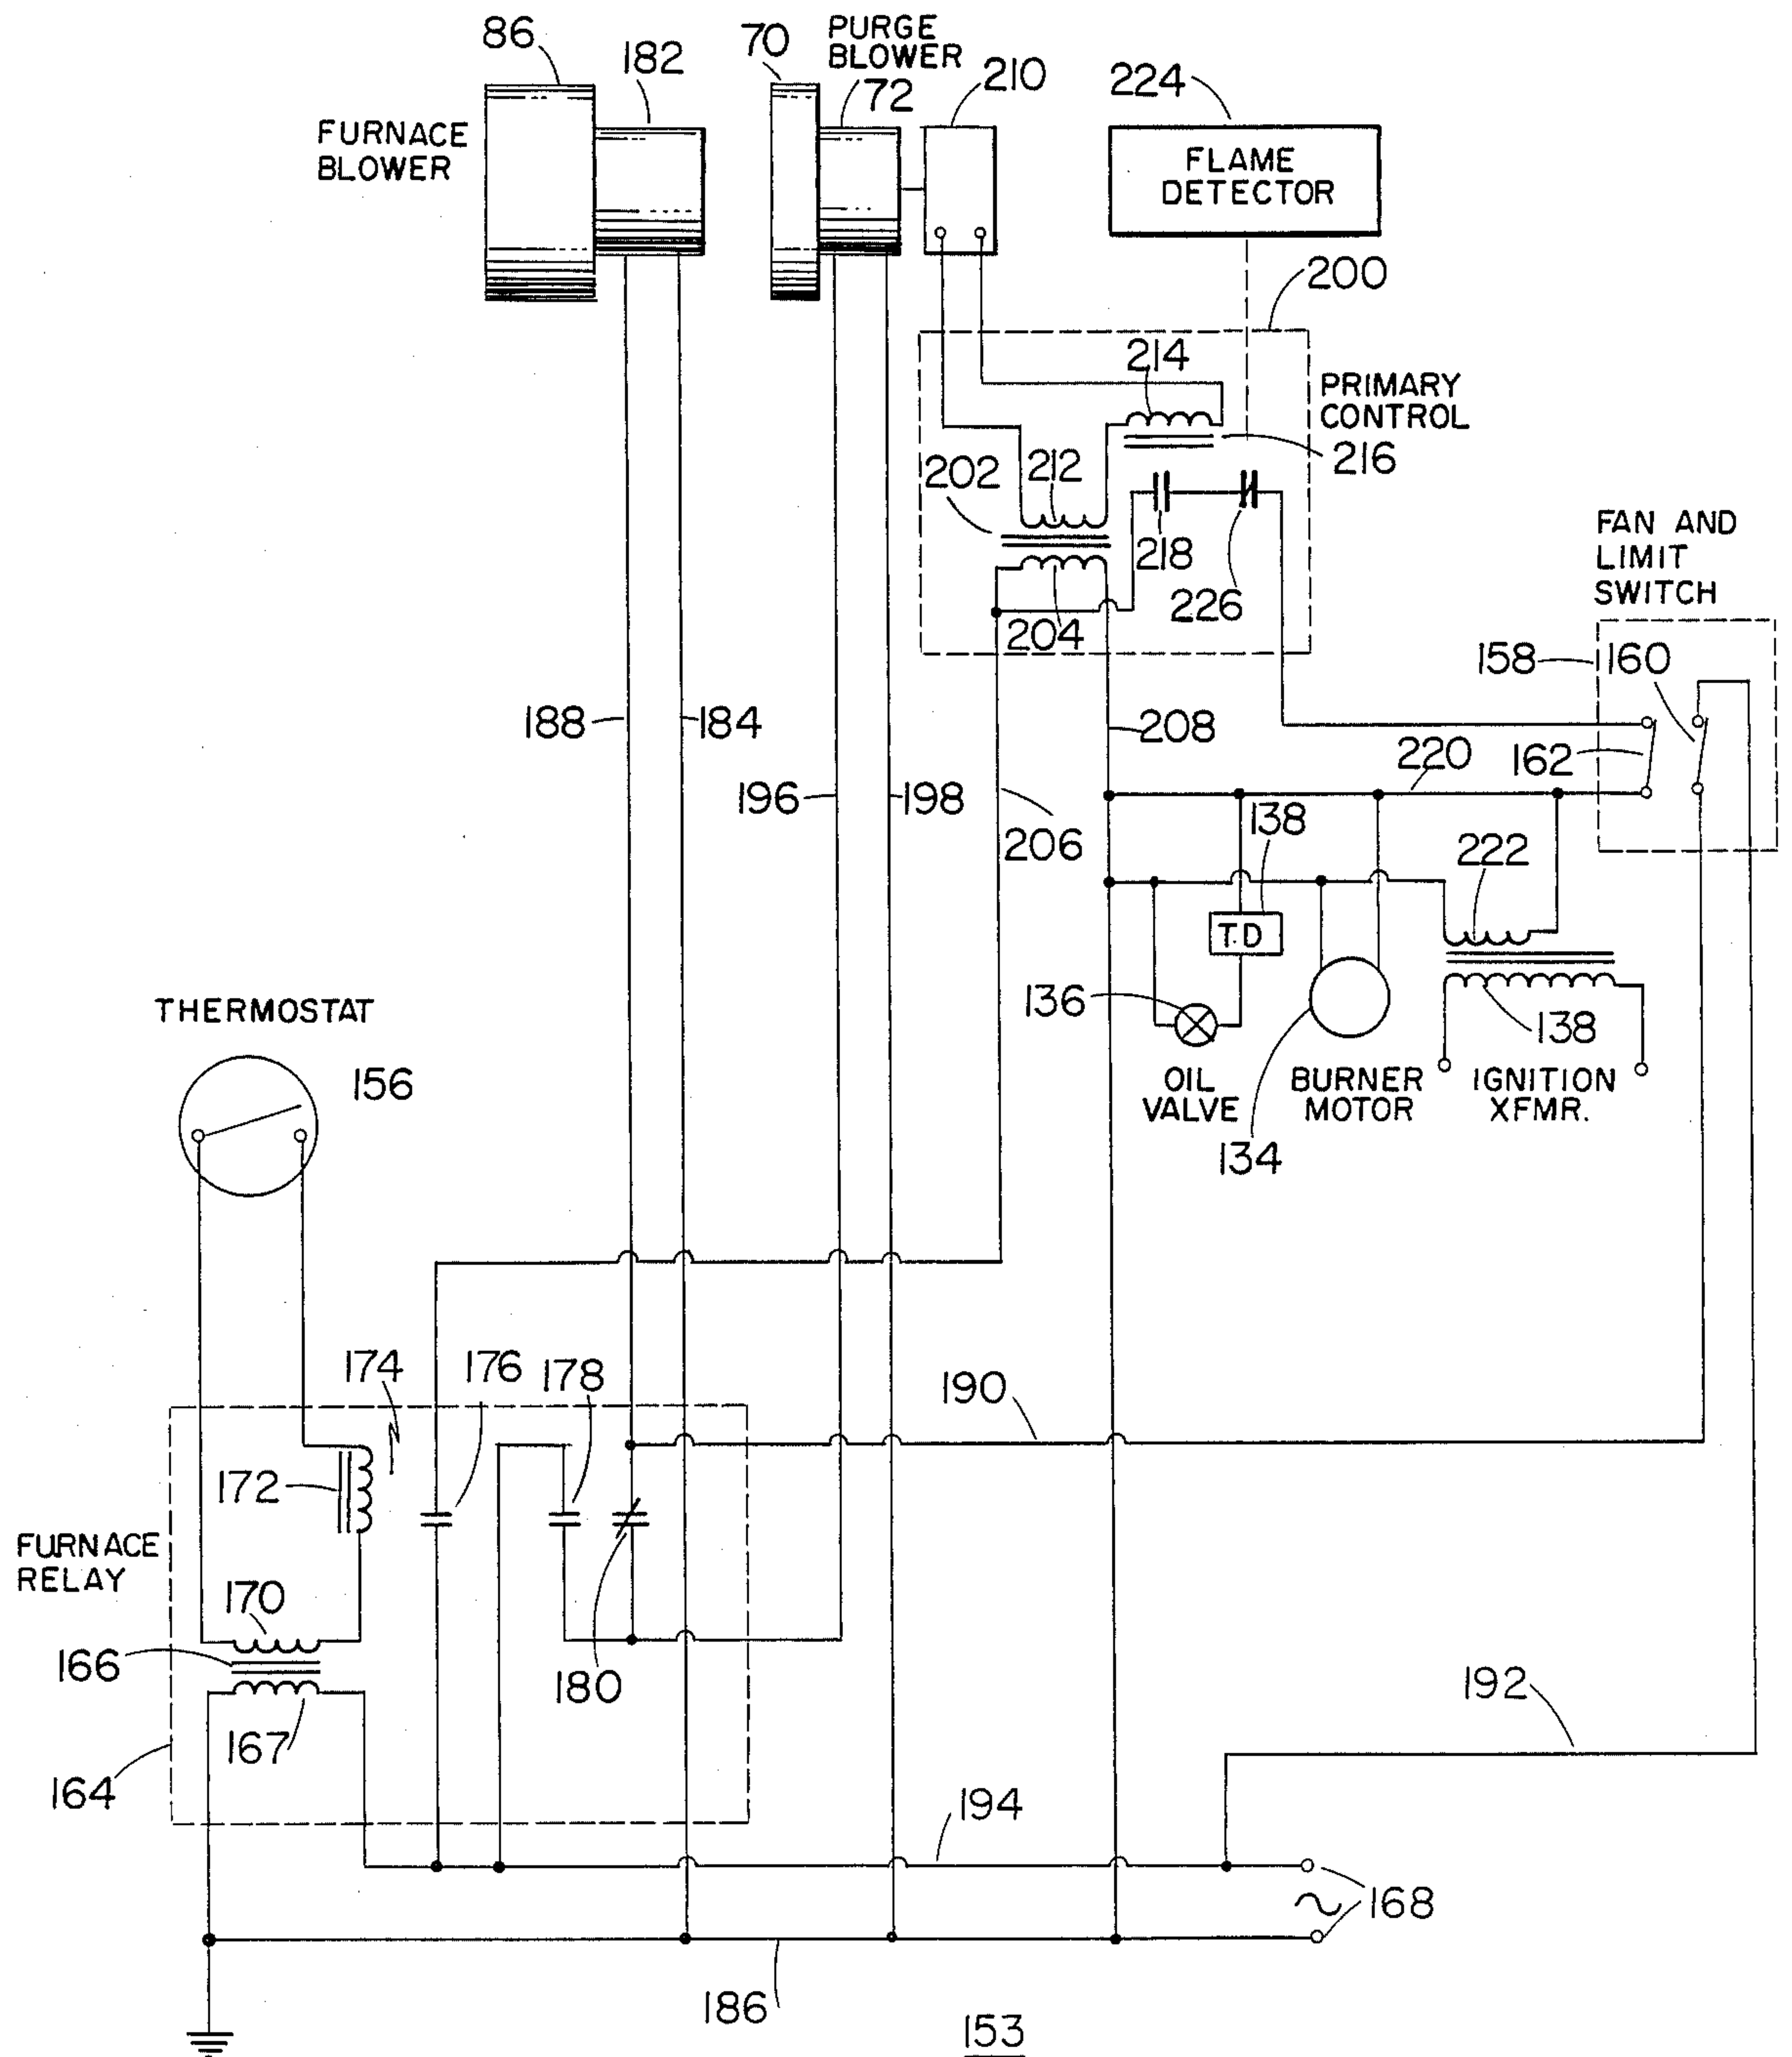 86
182
70
PURGE
BLOWER
72
210
224
FURNACE
BLOWER
FLAME
DETECTOR
200
214
PRIMARY
CONTROL
216
202
212
218
226
204
FAN AND
LIMIT
SWITCH
158
160
162
188
184
208
220
196
198
206
138
222
T.D
136
138
OIL
VALVE
BURNER
MOTOR
IGNITION
XFMR.
134
THERMOSTAT
156
174
176
178
190
172
FURNACE
RELAY
170
166
180
167
164
192
194
168
186
153